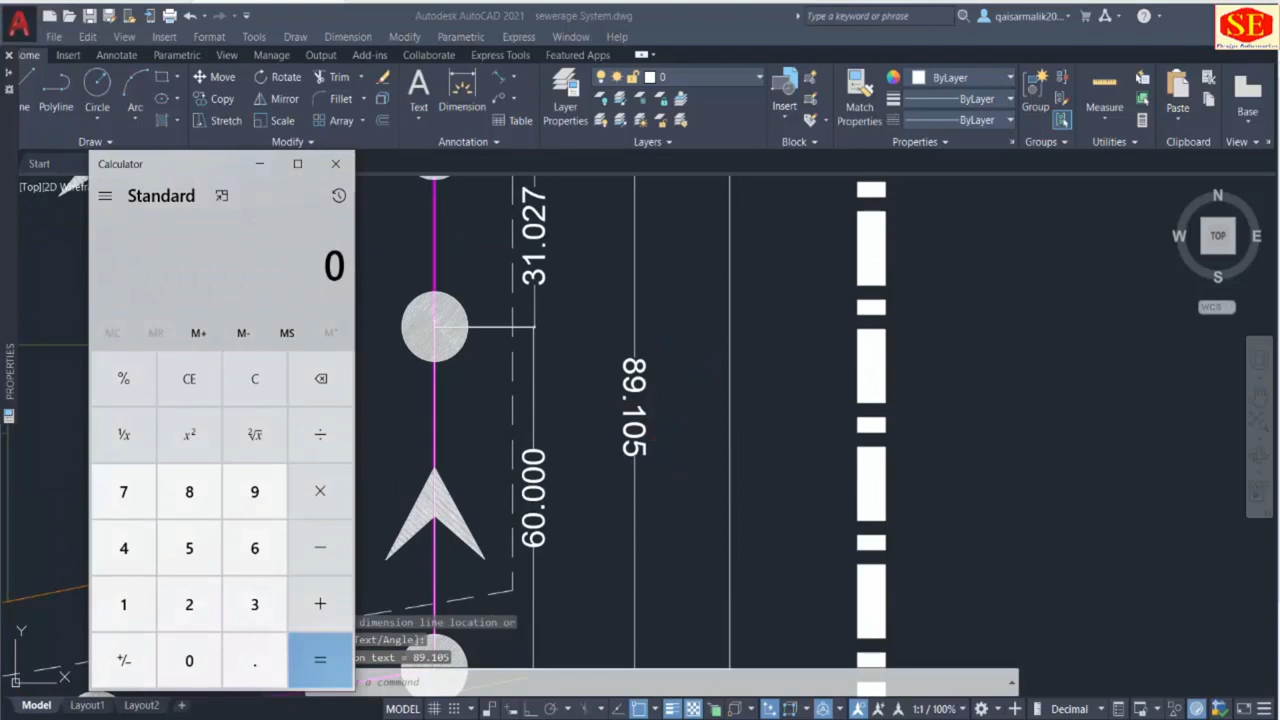 Autodesk AutoCAD 2021 sewerage System.dwg
Type a keyword or phrase
qaisarmalik20...
SE
File Edit View Insert Format Tools Draw Dimension Modify Parametric Express Window Help
ome Insert Annotate Parametric View Manage Output Add-ins Collaborate Express Tools Featured Apps
Move Rotate Trim
0
ByLayer
ne Polyline Circle Arc
Copy Mirror Fillet
Text Dimension
Layer Properties
Insert
Match Properties
ByLayer
Group
Measure
Paste
Base
Stretch Scale Array
Table
ByLayer
Draw Modify Annotation Layers Block Properties Groups Utilities Clipboard View
Start
Calculator
[Top][2D Wirefra
Standard
0
MC MR M+ M- MS M˅
% CE C
¹/x x² ²√x ÷
7 8 9 ×
4 5 6 −
1 2 3 +
+/- 0 . =
31.027
89.105
60.000
N
W TOP E
S
WCS
PROPERTIES
Y
X
dimension line location or
Text/Angle]:
on text = 89.105
a command
Model Layout1 Layout2 +
MODEL
1:1 / 100%
Decimal